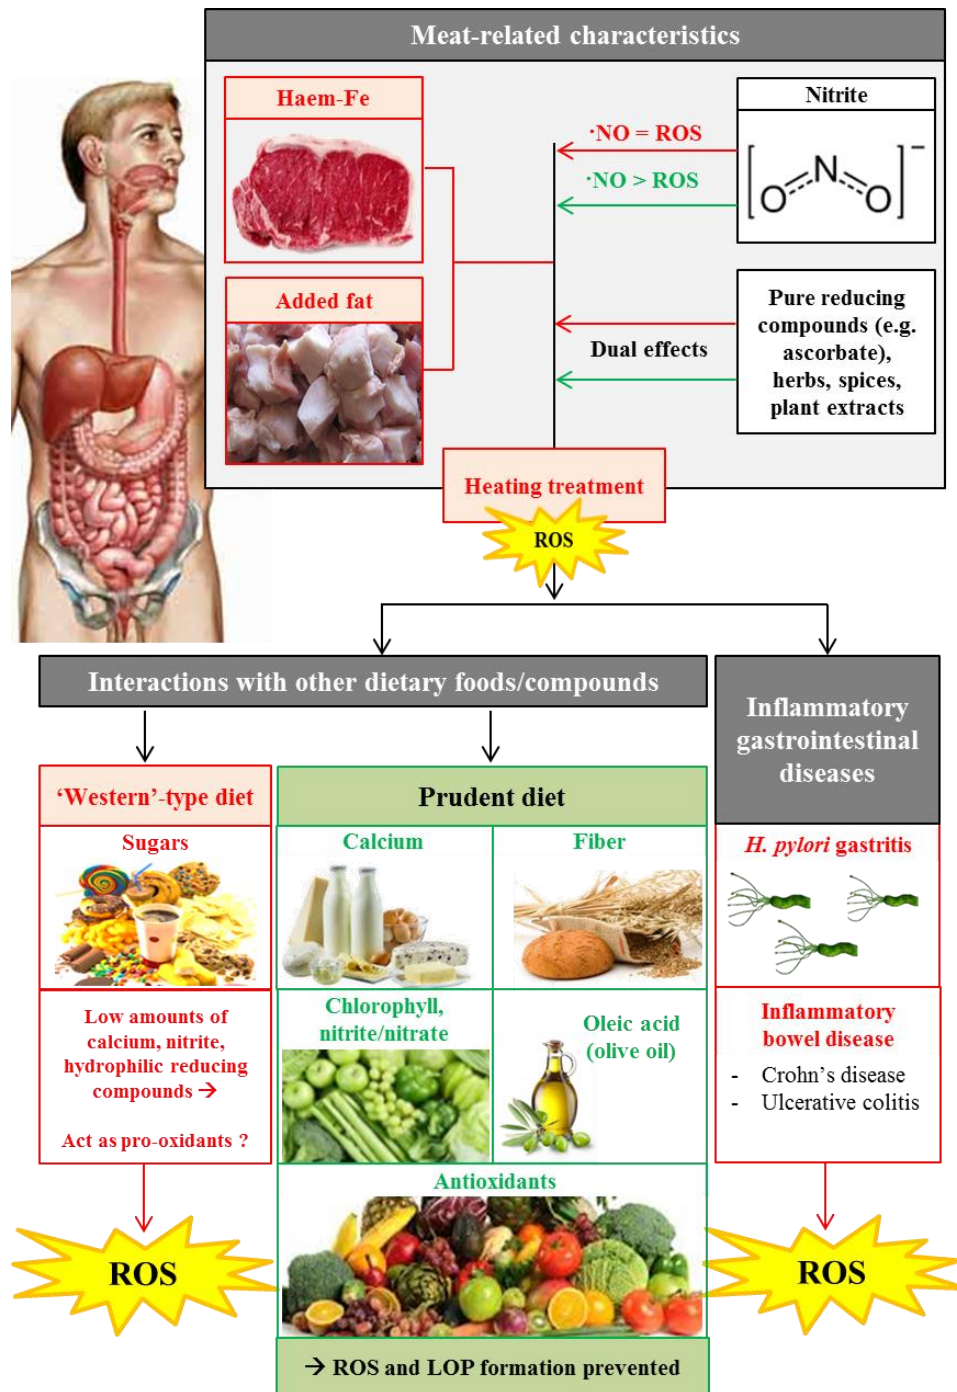 Meat-related characteristics
Haem-Fe
Nitrite
·NO = ROS
·NO > ROS
[O N O]⁻
Added fat
Dual effects
Pure reducing
compounds (e.g.
ascorbate),
herbs, spices,
plant extracts
Heating treatment
ROS
Interactions with other dietary foods/compounds
Inflammatory
gastrointestinal
diseases
‘Western’-type diet
Prudent diet
Sugars
Calcium
Fiber
H. pylori gastritis
Low amounts of
calcium, nitrite,
hydrophilic reducing
compounds →
Act as pro-oxidants ?
Chlorophyll,
nitrite/nitrate
Oleic acid
(olive oil)
Inflammatory
bowel disease
- Crohn’s disease
- Ulcerative colitis
Antioxidants
ROS
ROS
→ ROS and LOP formation prevented